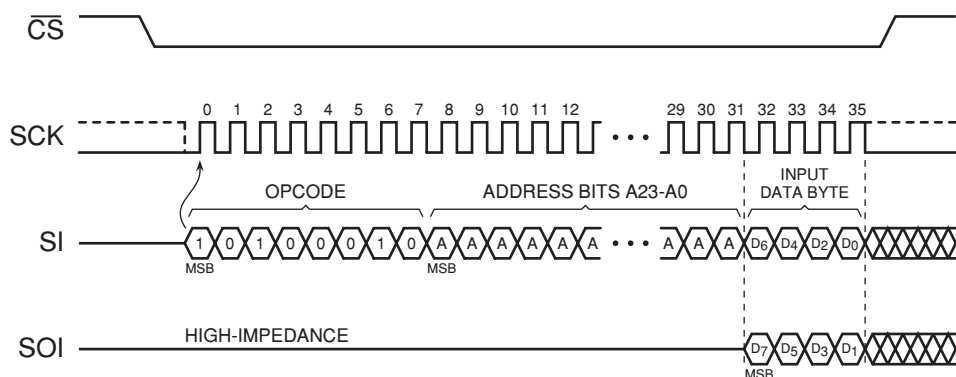 CS
0 1 2 3 4 5 6 7 8 9 10 11 12 29 30 31 32 33 34 35
SCK
INPUT
OPCODE ADDRESS BITS A23-A0 DATA BYTE
SI 1 0 1 0 0 0 1 0 A A A A A A A A A D6 D4 D2 D0
MSB MSB
HIGH-IMPEDANCE
SOI D7 D5 D3 D1
MSB